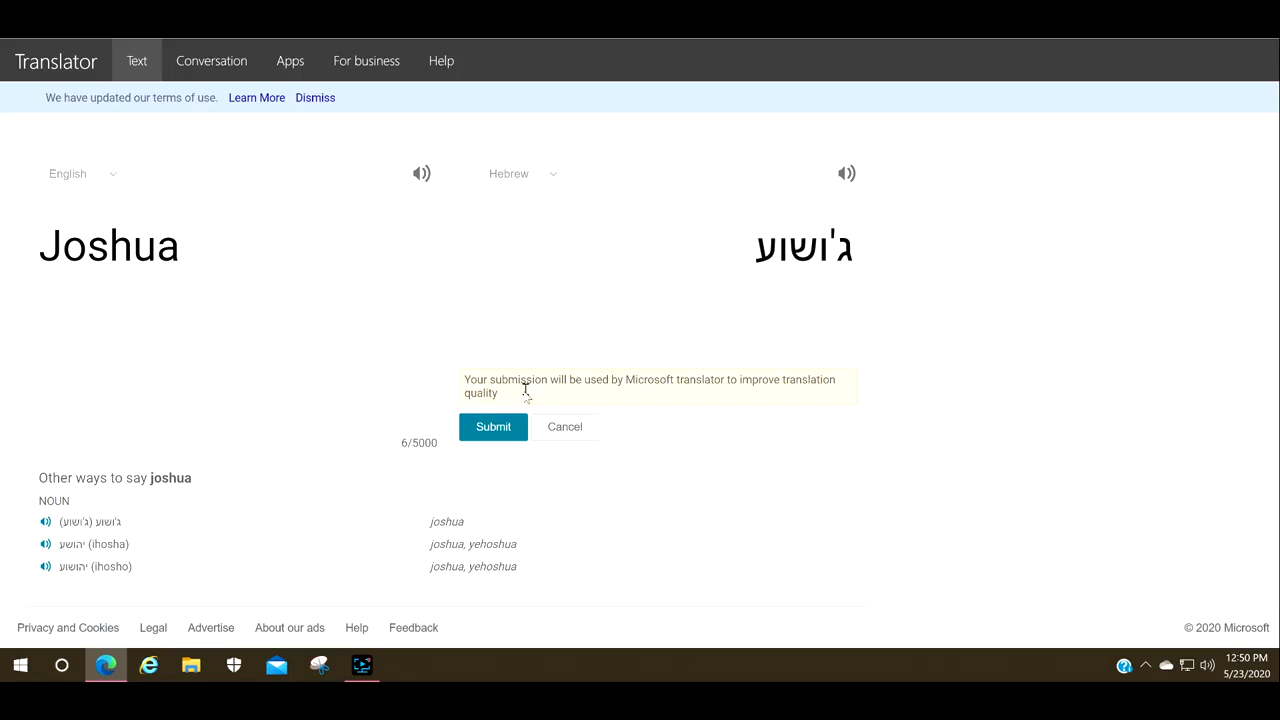 Translator Text Conversation Apps For business Help
We have updated our terms of use. Learn More Dismiss
English Hebrew
Joshua ג'ושוע
Your submission will be used by Microsoft translator to improve translation
quality
Submit Cancel
6/5000
Other ways to say joshua
NOUN
ג'ושוע (ג'ושוע) joshua
יהושע (ihosha) joshua, yehoshua
יהושוע (ihosho) joshua, yehoshua
Privacy and Cookies Legal Advertise About our ads Help Feedback © 2020 Microsoft
12:50 PM
5/23/2020